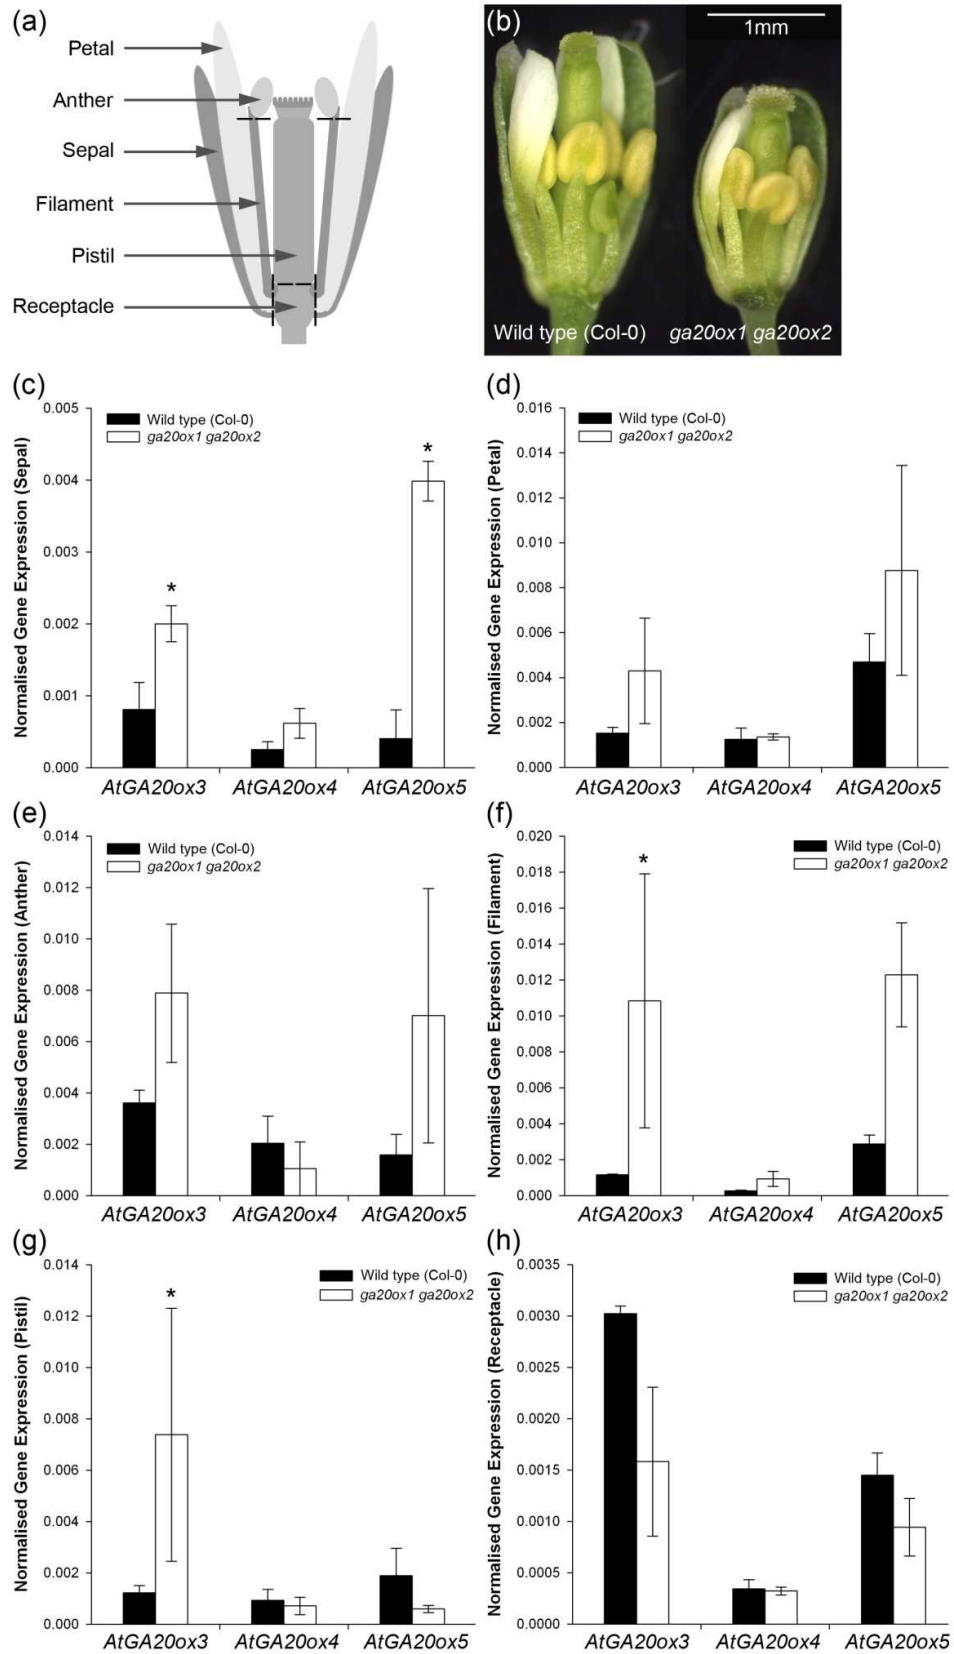 (a)
Petal
Anther
Sepal
Filament
Pistil
Receptacle
(b)
1mm
Wild type (Col-0)
ga20ox1 ga20ox2
(c)
Normalised Gene Expression (Sepal)
0.005
0.004
0.003
0.002
0.001
0.000
Wild type (Col-0)
ga20ox1 ga20ox2
*
*
AtGA20ox3 AtGA20ox4 AtGA20ox5
(d)
Normalised Gene Expression (Petal)
0.016
0.014
0.012
0.010
0.008
0.006
0.004
0.002
0.000
Wild type (Col-0)
ga20ox1 ga20ox2
AtGA20ox3 AtGA20ox4 AtGA20ox5
(e)
Normalised Gene Expression (Anther)
0.014
0.012
0.010
0.008
0.006
0.004
0.002
0.000
Wild type (Col-0)
ga20ox1 ga20ox2
AtGA20ox3 AtGA20ox4 AtGA20ox5
(f)
Normalised Gene Expression (Filament)
0.020
0.018
0.016
0.014
0.012
0.010
0.008
0.006
0.004
0.002
0.000
Wild type (Col-0)
ga20ox1 ga20ox2
*
AtGA20ox3 AtGA20ox4 AtGA20ox5
(g)
Normalised Gene Expression (Pistil)
0.014
0.012
0.010
0.008
0.006
0.004
0.002
0.000
Wild type (Col-0)
ga20ox1 ga20ox2
*
AtGA20ox3 AtGA20ox4 AtGA20ox5
(h)
Normalised Gene Expression (Receptacle)
0.0035
0.0030
0.0025
0.0020
0.0015
0.0010
0.0005
0.0000
Wild type (Col-0)
ga20ox1 ga20ox2
AtGA20ox3 AtGA20ox4 AtGA20ox5